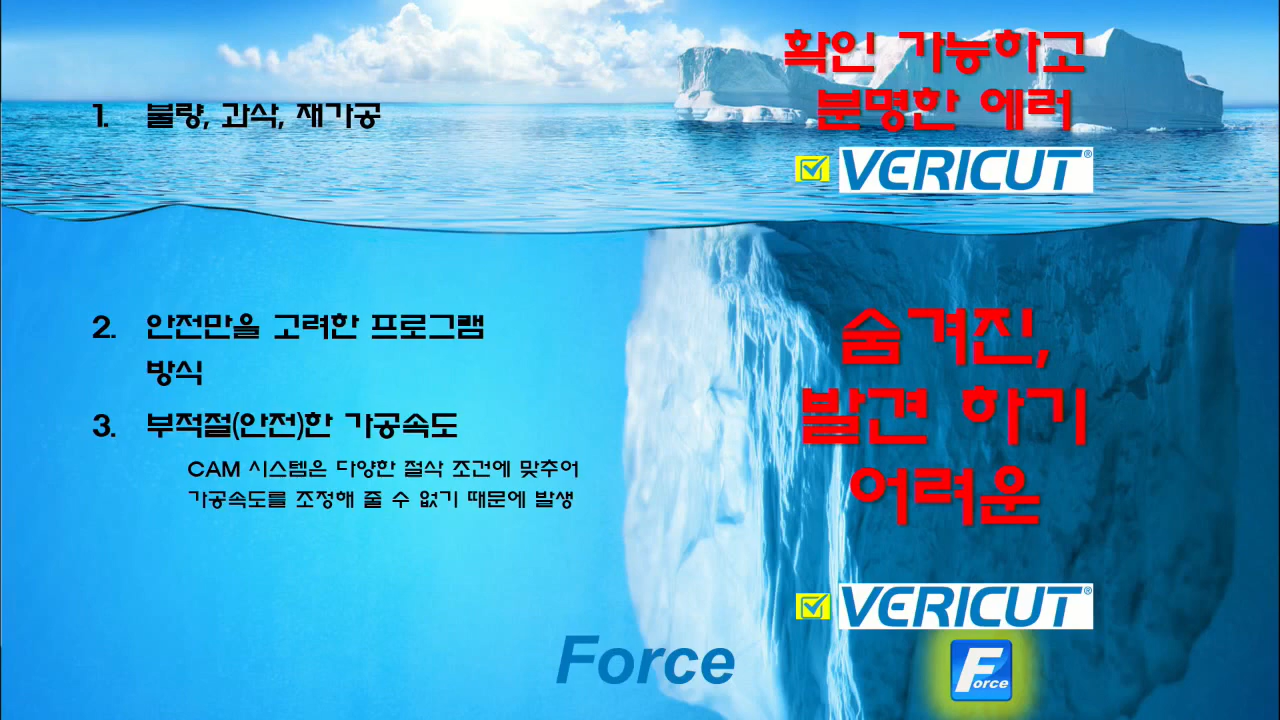 확인 가능하고
분명한 에러
1. 불량, 과삭, 재가공
VERICUT®
2. 안전만을 고려한 프로그램
방식
3. 부적절(안전)한 가공속도
CAM 시스템은 다양한 절삭 조건에 맞추어
가공속도를 조정해 줄 수 없기 때문에 발생
숨겨진,
발견 하기
어려운
VERICUT®
Force
Force